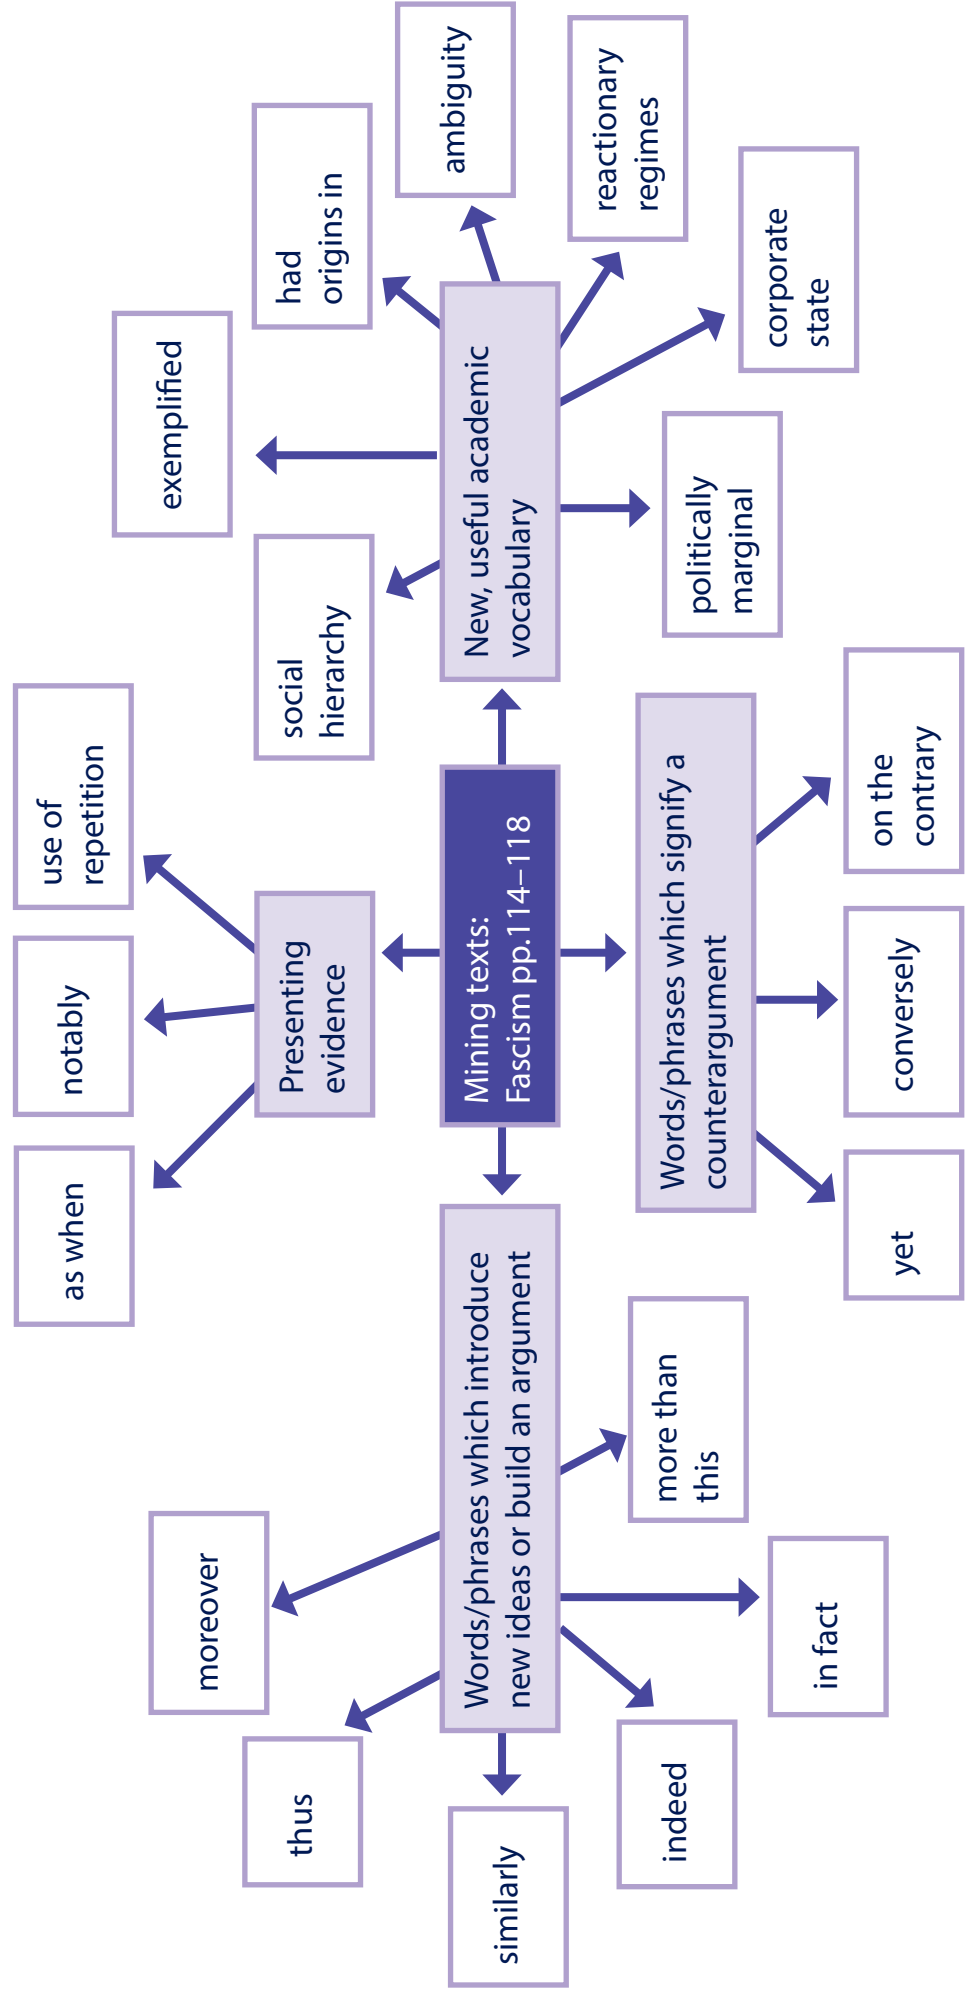 as when
notably
use of
repetition
exemplified
Presenting
evidence
social
hierarchy
had
origins in
ambiguity
moreover
thus
similarly
Words/phrases which introduce
new ideas or build an argument
Mining texts:
Fascism pp.114–118
New, useful academic
vocabulary
reactionary
regimes
indeed
more than
this
in fact
Words/phrases which signify a
counterargument
politically
marginal
corporate
state
yet
conversely
on the
contrary